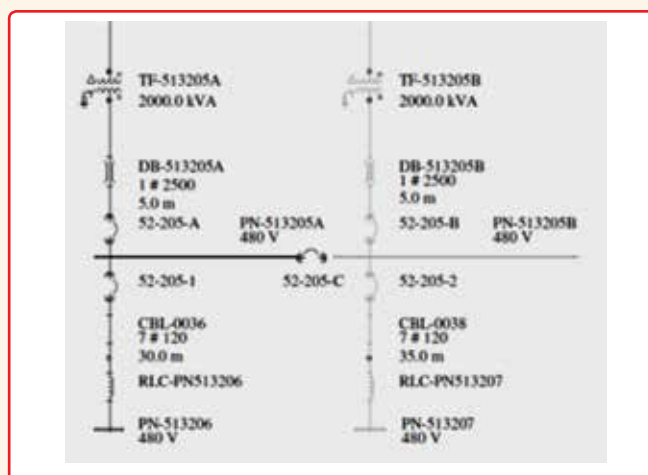 TF-513205A
2000.0 kVA
TF-513205B
2000.0 kVA
DB-513205A
1 # 2500
5.0 m
DB-513205B
1 # 2500
5.0 m
52-205-A
PN-513205A
480 V
52-205-B
PN-513205B
480 V
52-205-1
52-205-C
52-205-2
CBL-0036
7 # 120
30.0 m
CBL-0038
7 # 120
35.0 m
RLC-PN513206
RLC-PN513207
PN-513206
480 V
PN-513207
480 V